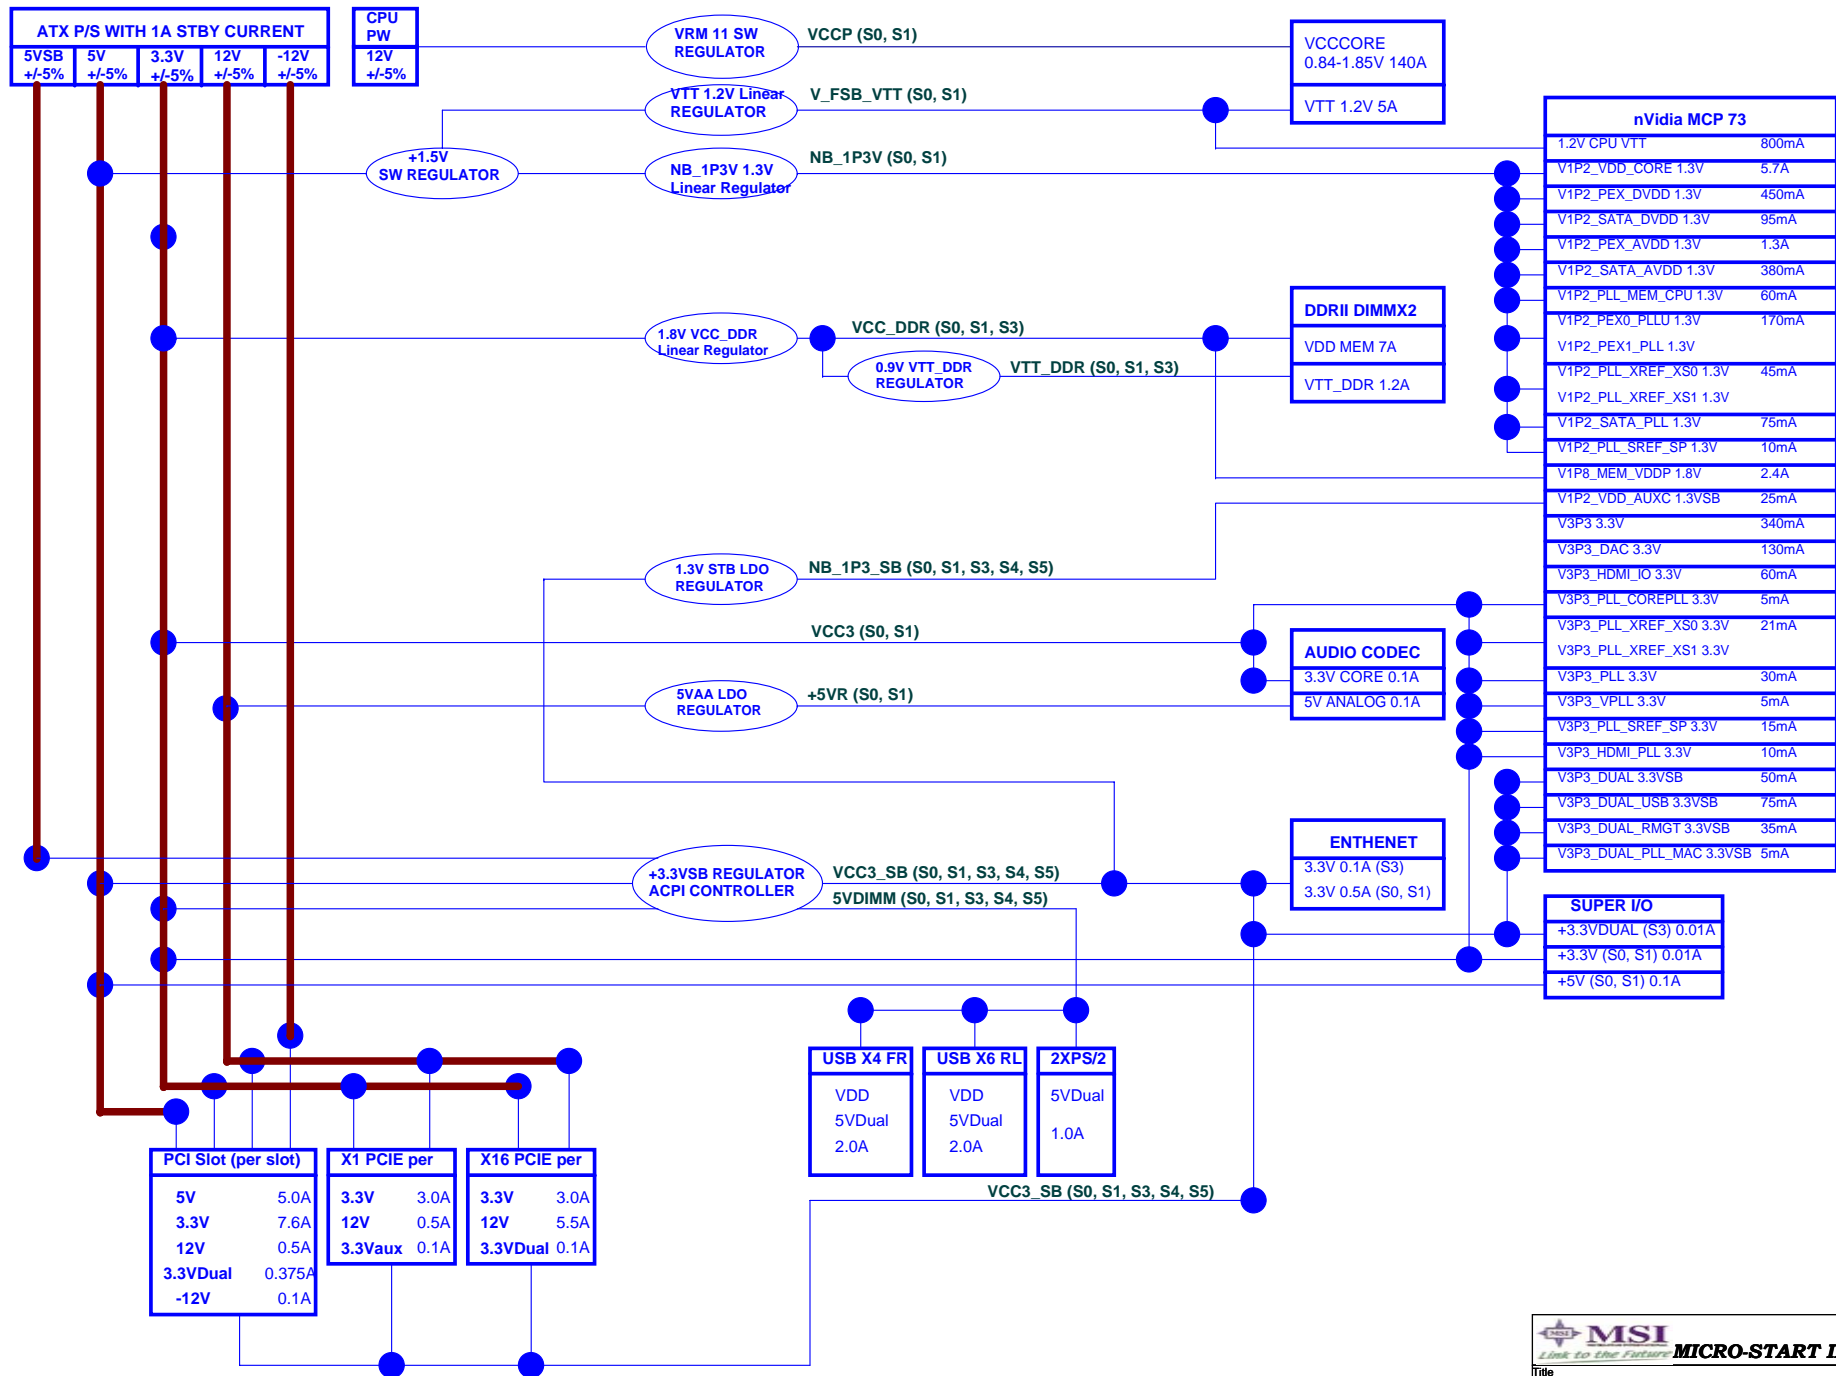 ATX P/S WITH 1A STBY CURRENT
5VSB
+/-5%
5V
+/-5%
3.3V
+/-5%
12V
+/-5%
-12V
+/-5%
CPU
PW
12V
+/-5%
VRM 11 SW
REGULATOR
VCCP (S0, S1)
VCCCORE
0.84-1.85V 140A
VTT 1.2V 5A
VTT 1.2V Linear
REGULATOR
V_FSB_VTT (S0, S1)
+1.5V
SW REGULATOR
NB_1P3V 1.3V
Linear Regulator
NB_1P3V (S0, S1)
nVidia MCP 73
1.2V CPU VTT 800mA
V1P2_VDD_CORE 1.3V 5.7A
V1P2_PEX_DVDD 1.3V 450mA
V1P2_SATA_DVDD 1.3V 95mA
V1P2_PEX_AVDD 1.3V 1.3A
V1P2_SATA_AVDD 1.3V 380mA
V1P2_PLL_MEM_CPU 1.3V 60mA
V1P2_PEX0_PLLU 1.3V 170mA
V1P2_PEX1_PLL 1.3V
V1P2_PLL_XREF_XS0 1.3V 45mA
V1P2_PLL_XREF_XS1 1.3V
V1P2_SATA_PLL 1.3V 75mA
V1P2_PLL_SREF_SP 1.3V 10mA
V1P8_MEM_VDDP 1.8V 2.4A
V1P2_VDD_AUXC 1.3VSB 25mA
V3P3 3.3V 340mA
V3P3_DAC 3.3V 130mA
V3P3_HDMI_IO 3.3V 60mA
V3P3_PLL_COREPLL 3.3V 5mA
V3P3_PLL_XREF_XS0 3.3V 21mA
V3P3_PLL_XREF_XS1 3.3V
V3P3_PLL 3.3V 30mA
V3P3_VPLL 3.3V 5mA
V3P3_PLL_SREF_SP 3.3V 15mA
V3P3_HDMI_PLL 3.3V 10mA
V3P3_DUAL 3.3VSB 50mA
V3P3_DUAL_USB 3.3VSB 75mA
V3P3_DUAL_RMGT 3.3VSB 35mA
V3P3_DUAL_PLL_MAC 3.3VSB 5mA
1.8V VCC_DDR
Linear Regulator
VCC_DDR (S0, S1, S3)
0.9V VTT_DDR
REGULATOR
VTT_DDR (S0, S1, S3)
DDRII DIMMX2
VDD MEM 7A
VTT_DDR 1.2A
1.3V STB LDO
REGULATOR
NB_1P3_SB (S0, S1, S3, S4, S5)
VCC3 (S0, S1)
5VAA LDO
REGULATOR
+5VR (S0, S1)
AUDIO CODEC
3.3V CORE 0.1A
5V ANALOG 0.1A
+3.3VSB REGULATOR
ACPI CONTROLLER
VCC3_SB (S0, S1, S3, S4, S5)
5VDIMM (S0, S1, S3, S4, S5)
ENTHENET
3.3V 0.1A (S3)
3.3V 0.5A (S0, S1)
SUPER I/O
+3.3VDUAL (S3) 0.01A
+3.3V (S0, S1) 0.01A
+5V (S0, S1) 0.1A
USB X4 FR
VDD
5VDual
2.0A
USB X6 RL
VDD
5VDual
2.0A
2XPS/2
5VDual
1.0A
PCI Slot (per slot)
5V 5.0A
3.3V 7.6A
12V 0.5A
3.3VDual 0.375A
-12V 0.1A
X1 PCIE per
3.3V 3.0A
12V 0.5A
3.3Vaux 0.1A
X16 PCIE per
3.3V 3.0A
12V 5.5A
3.3VDual 0.1A
VCC3_SB (S0, S1, S3, S4, S5)
MSI
Link to the Future
MICRO-START
Title